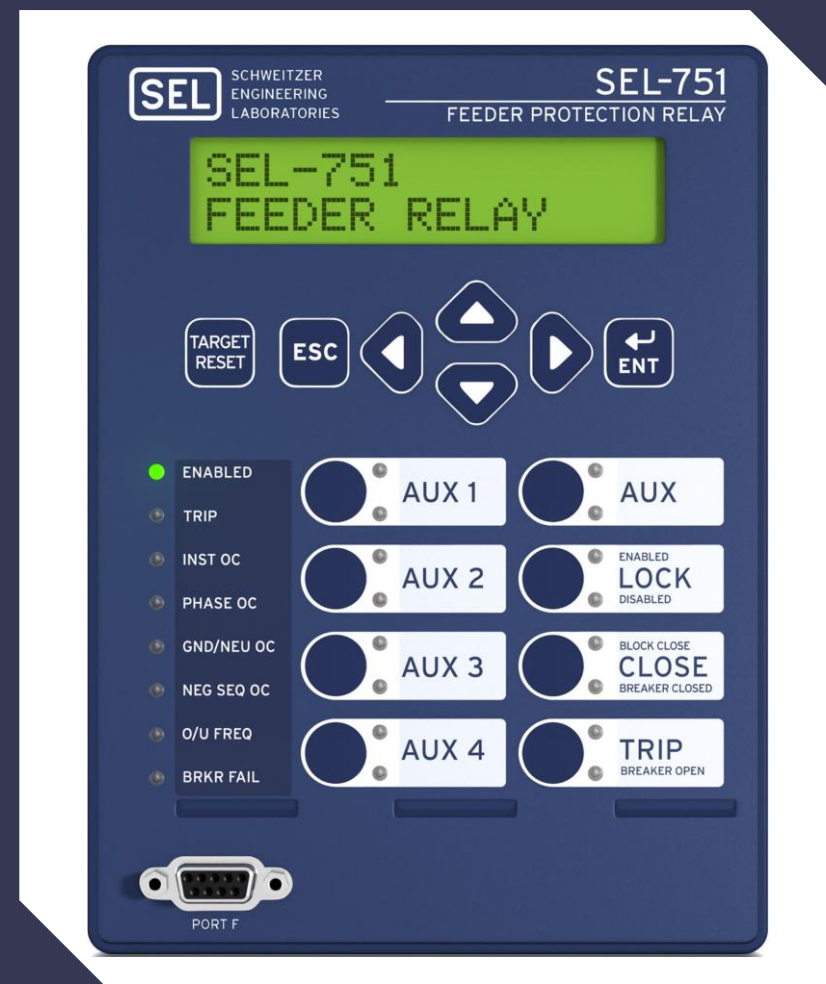 SEL
SCHWEITZER
ENGINEERING
LABORATORIES
SEL-751
FEEDER PROTECTION RELAY
SEL-751
FEEDER RELAY
TARGET
RESET
ESC
ENT
ENABLED
TRIP
INST OC
PHASE OC
GND/NEU OC
NEG SEQ OC
O/U FREQ
BRKR FAIL
AUX 1
AUX 2
AUX 3
AUX 4
AUX
ENABLED
LOCK
DISABLED
BLOCK CLOSE
CLOSE
BREAKER CLOSED
TRIP
BREAKER OPEN
PORT F